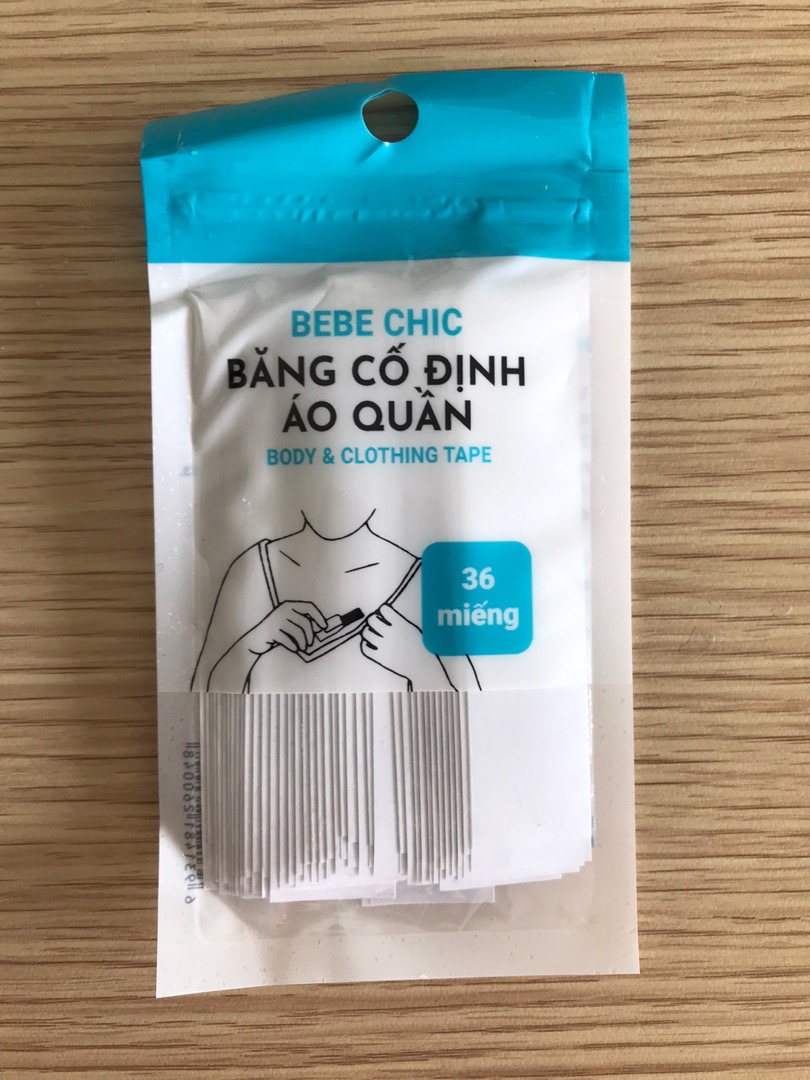 BEBE CHIC
BĂNG CỐ ĐỊNH
ÁO QUẦN
BODY & CLOTHING TAPE
36
miếng